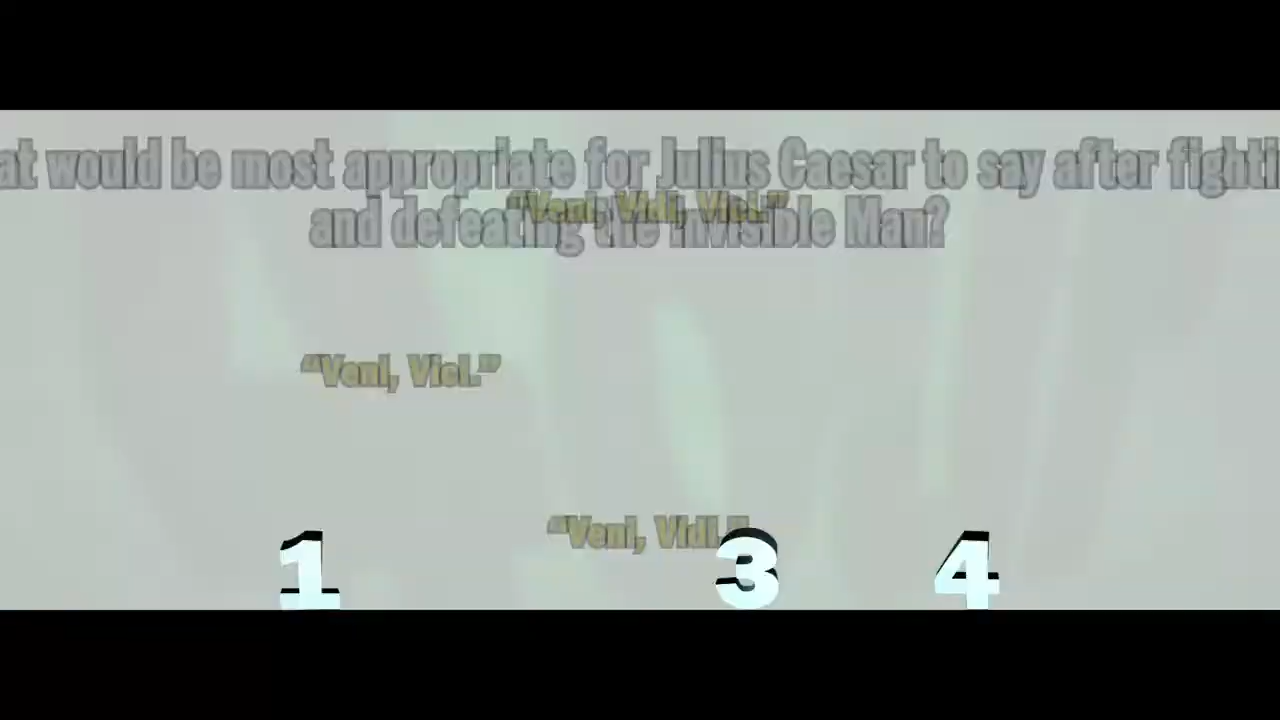 at would be most appropriate for Julius Caesar to say after fighti
and defeating the Invisible Man?
“Veni, Vidi, Vici.”
“Veni, Vici.”
“Veni, Vidi.”
1 3 4